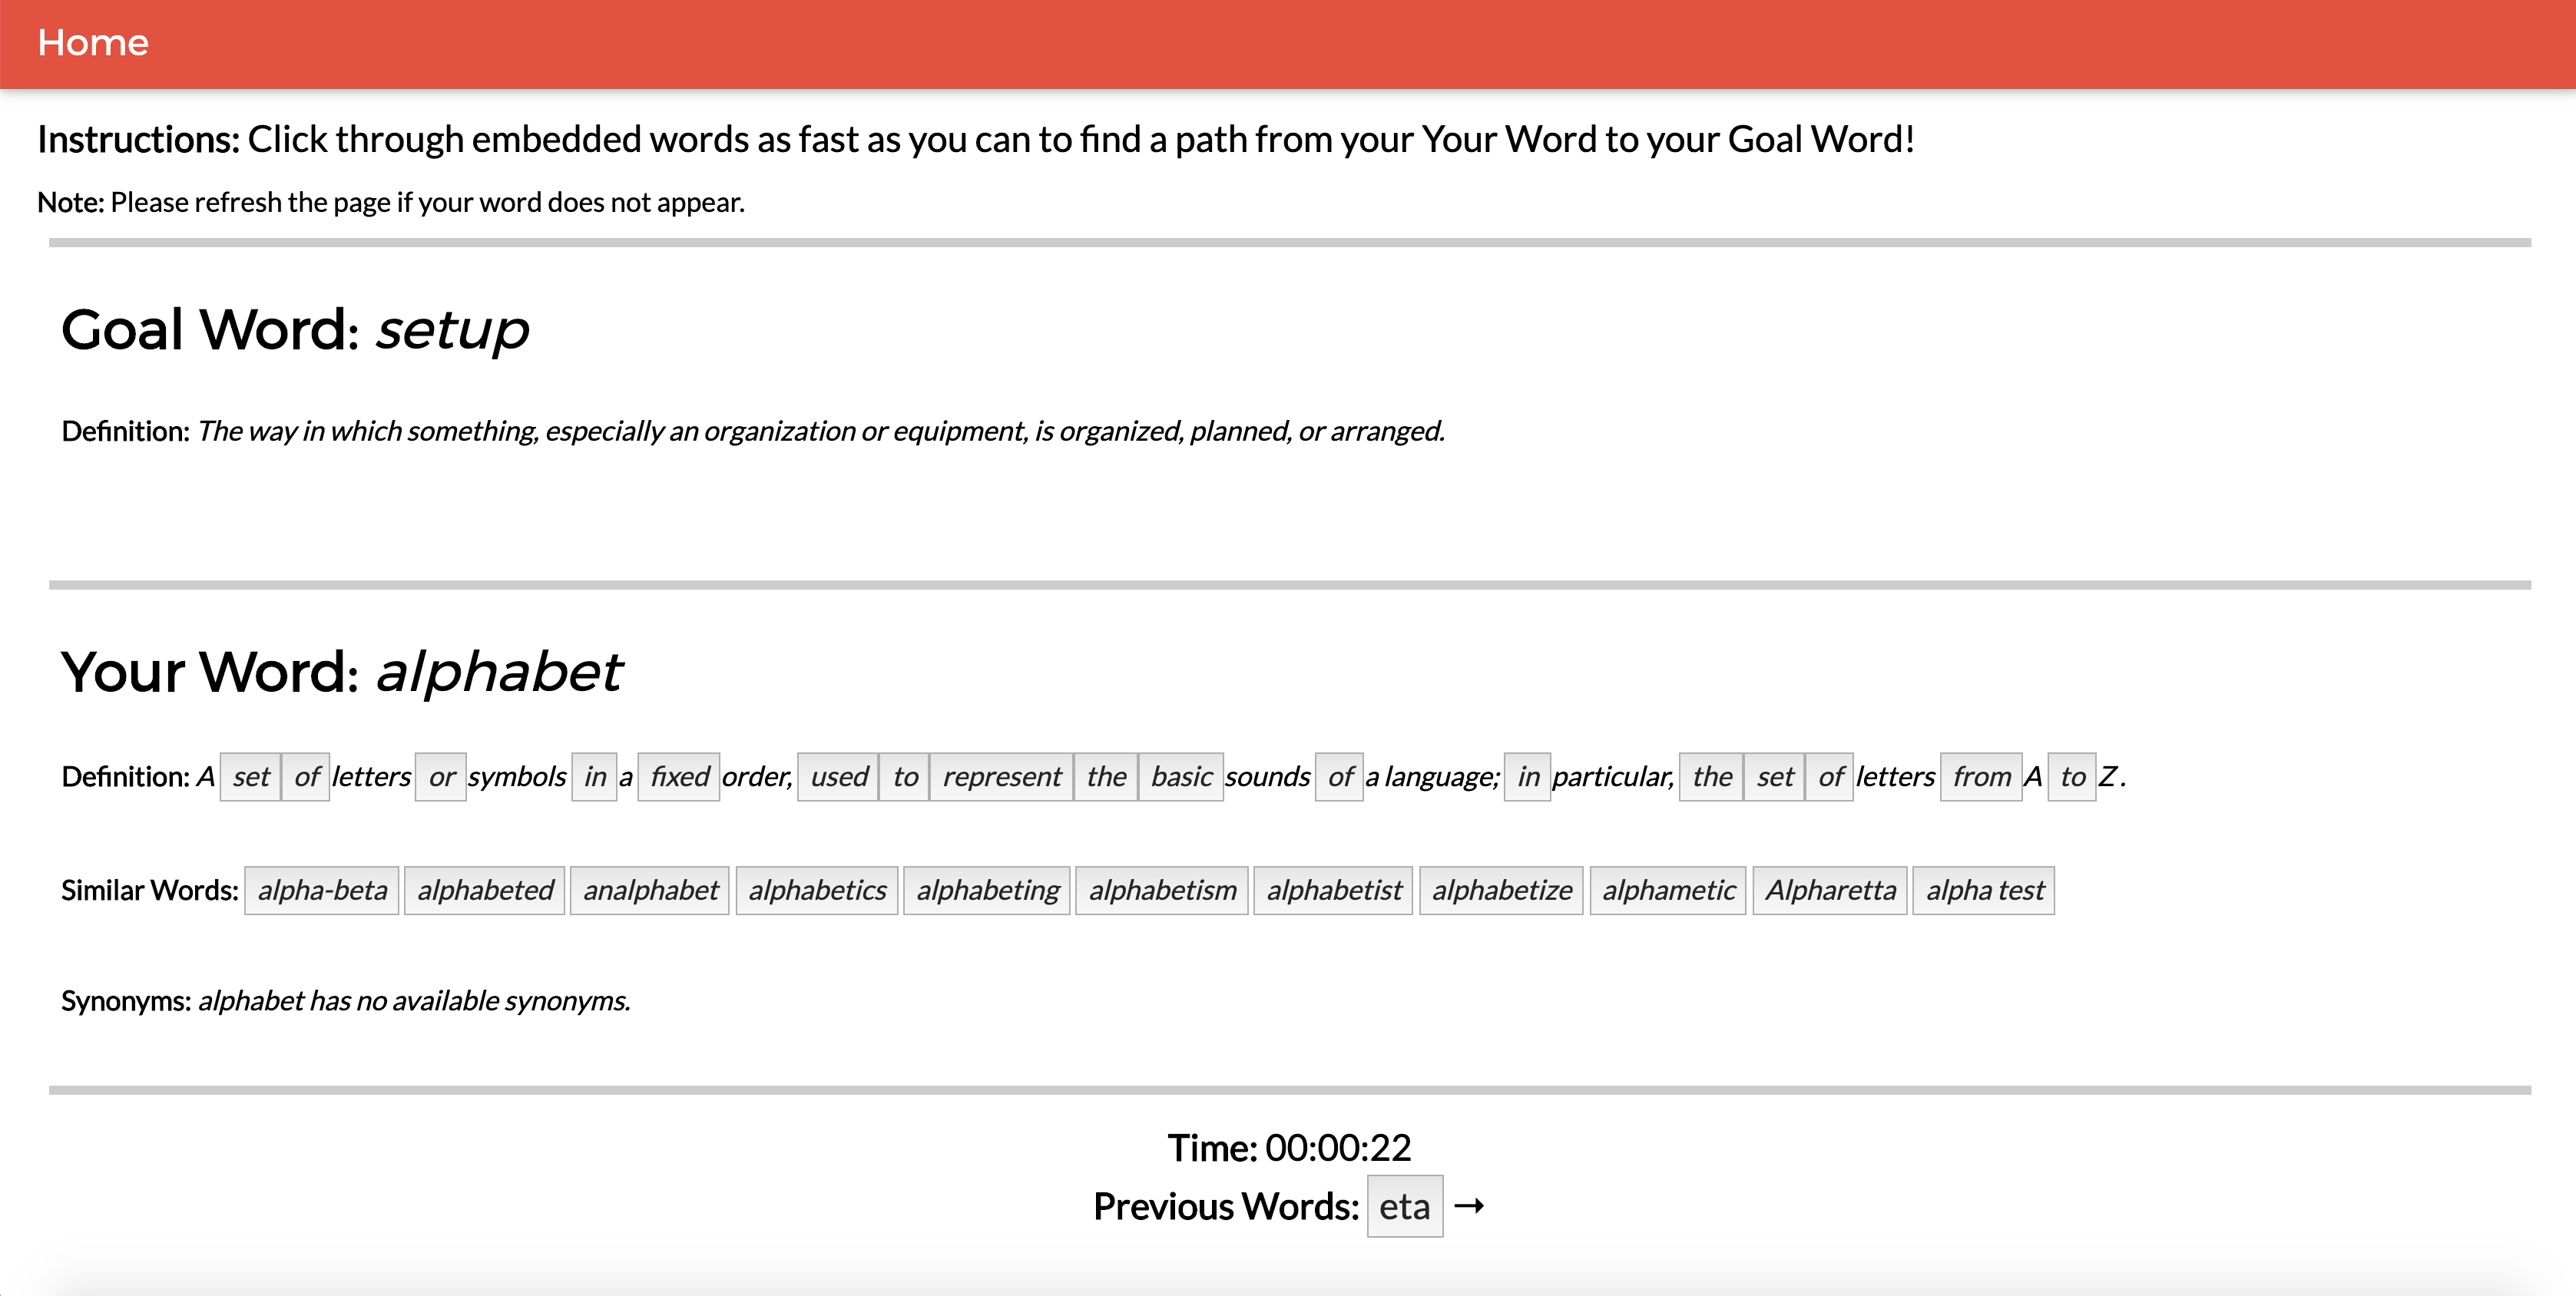 Home
Instructions: Click through embedded words as fast as you can to find a path from your Your Word to your Goal Word!
Note: Please refresh the page if your word does not appear.
Goal Word: setup
Definition: The way in which something, especially an organization or equipment, is organized, planned, or arranged.
Your Word: alphabet
Definition: A set of letters or symbols in a fixed order, used to represent the basic sounds of a language; in particular, the set of letters from A to Z.
Similar Words: alpha-beta alphabeted analphabet alphabetics alphabeting alphabetism alphabetist alphabetize alphametic Alpharetta alpha test
Synonyms: alphabet has no available synonyms.
Time: 00:00:22
Previous Words: eta →